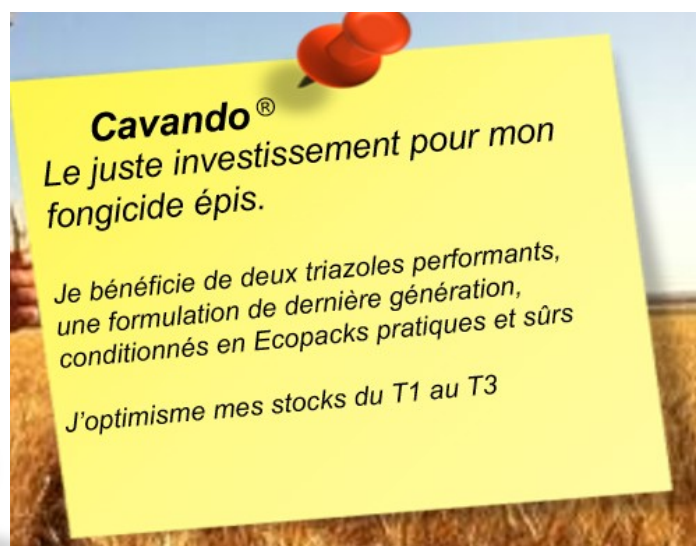 Cavando®
Le juste investissement pour mon
fongicide épis.
Je bénéficie de deux triazoles performants,
une formulation de dernière génération,
conditionnés en Ecopacks pratiques et sûrs
J’optimisme mes stocks du T1 au T3